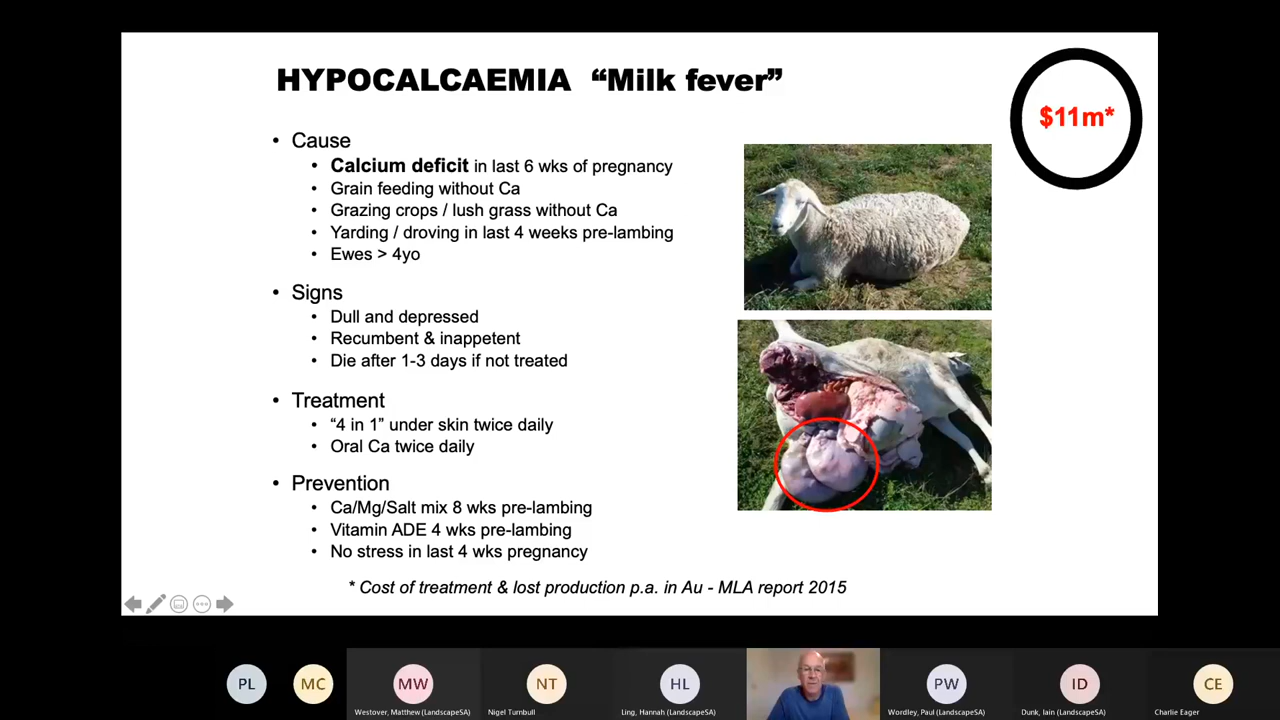 HYPOCALCAEMIA “Milk fever”
$11m*
• Cause
• Calcium deficit in last 6 wks of pregnancy
• Grain feeding without Ca
• Grazing crops / lush grass without Ca
• Yarding / droving in last 4 weeks pre-lambing
• Ewes > 4yo
• Signs
• Dull and depressed
• Recumbent & inappetent
• Die after 1-3 days if not treated
• Treatment
• “4 in 1” under skin twice daily
• Oral Ca twice daily
• Prevention
• Ca/Mg/Salt mix 8 wks pre-lambing
• Vitamin ADE 4 wks pre-lambing
• No stress in last 4 wks pregnancy
* Cost of treatment & lost production p.a. in Au - MLA report 2015
PL
MC
MW
NT
HL
PW
ID
CE
Westover, Matthew (LandscapeSA)
Nigel Turnbull
Ling, Hannah (LandscapeSA)
Wordley, Paul (LandscapeSA)
Dunk, Iain (LandscapeSA)
Charlie Eager